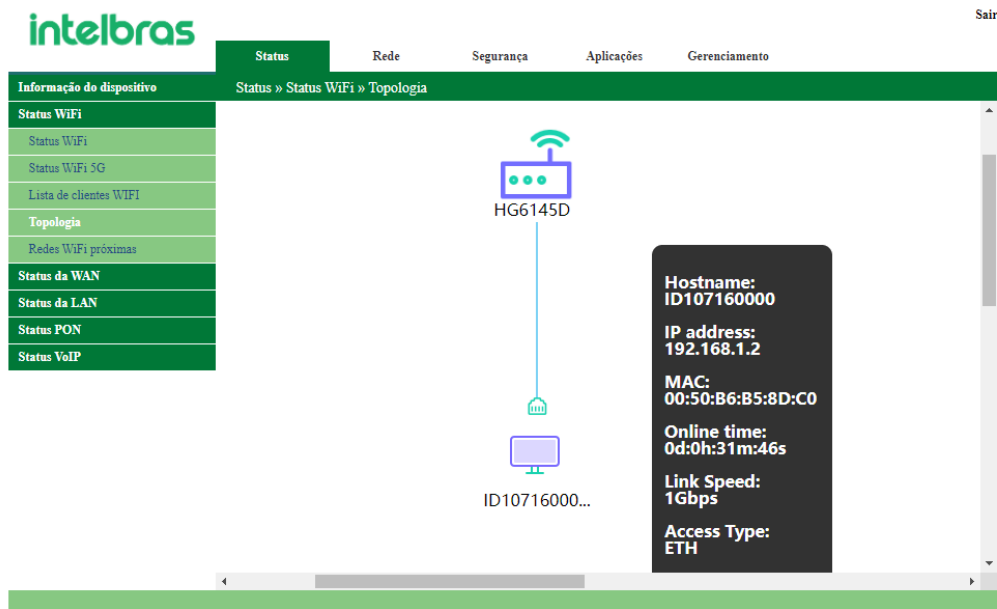 intelbras
Sair
Status Rede Segurança Aplicações Gerenciamento
Informação do dispositivo
Status » Status WiFi » Topologia
Status WiFi
Status WiFi
Status WiFi 5G
Lista de clientes WIFI
Topologia
Redes WiFi próximas
Status da WAN
Status da LAN
Status PON
Status VoIP
HG6145D
ID10716000...
Hostname:
ID107160000
IP address:
192.168.1.2
MAC:
00:50:B6:B5:8D:C0
Online time:
0d:0h:31m:46s
Link Speed:
1Gbps
Access Type:
ETH